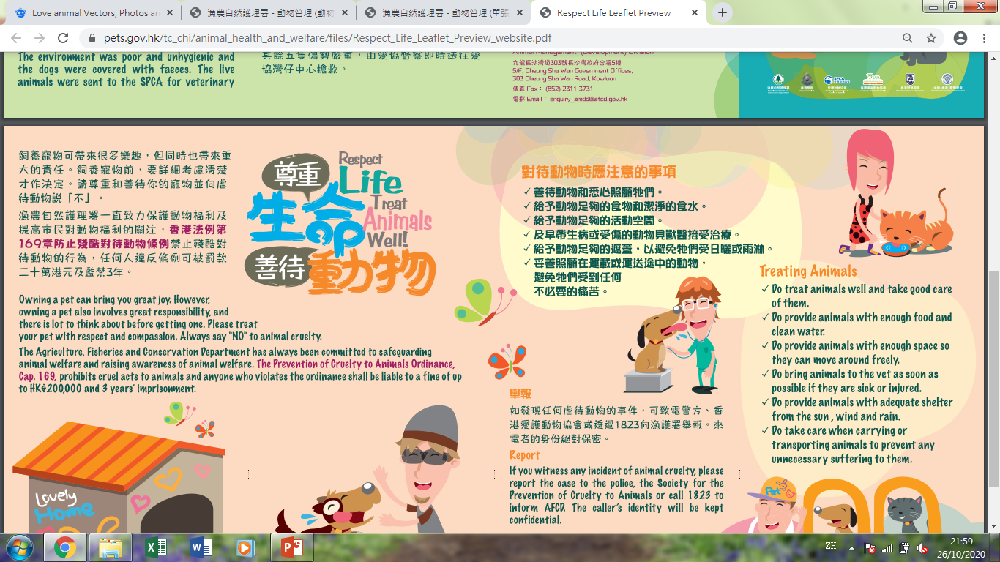 Love animal Vectors, Photos an
漁農自然護理署 - 動物管理 (動物
漁農自然護理署 - 動物管理 (單張
Respect Life Leaflet Preview
pets.gov.hk/tc_chi/animal_health_and_welfare/files/Respect_Life_Leaflet_Preview_website.pdf
The environment was poor and unhygienic and
the dogs were covered with faeces. The live
animals were sent to the SPCA for veterinary
其餘五隻傷勢嚴重，由愛協督察即時送往愛
協灣仔中心搶救。
Animal Management (Development) Division
九龍長沙灣道303號長沙灣政府合署5樓
5/F, Cheung Sha Wan Government Offices,
303 Cheung Sha Wan Road, Kowloon
傳真 Fax： (852) 2311 3731
電郵 Email： enquiry_amdd@afcd.gov.hk
SPCA
飼養寵物可帶來很多樂趣，但同時也帶來重
大的責任。飼養寵物前，要詳細考慮清楚
才作決定。請尊重和善待你的寵物並向虐
待動物説「不」。
漁農自然護理署一直致力保護動物福利及
提高市民對動物福利的關注，香港法例第
169章防止殘酷對待動物條例禁止殘酷對
待動物的行為，任何人違反條例可被罰款
二十萬港元及監禁3年。
尊重
生命
善待
動物
Respect
Life
Treat
Animals
Well!
Owning a pet can bring you great joy. However,
owning a pet also involves great responsibility, and
there is lot to think about before getting one. Please treat
your pet with respect and compassion. Always say "NO" to animal cruelty.
The Agriculture, Fisheries and Conservation Department has always been committed to safeguarding
animal welfare and raising awareness of animal welfare. The Prevention of Cruelty to Animals Ordinance,
Cap. 169, prohibits cruel acts to animals and anyone who violates the ordinance shall be liable to a fine of up
to HK$200,000 and 3 years' imprisonment.
Lovely
Home
對待動物時應注意的事項
✓ 善待動物和悉心照顧牠們。
✓ 給予動物足夠的食物和潔淨的食水。
✓ 給予動物足夠的活動空間。
✓ 及早帶生病或受傷的動物見獸醫接受治療。
✓ 給予動物足夠的遮蓋，以避免牠們受日曬或雨淋。
✓ 妥善照顧在運載或運送途中的動物，
避免牠們受到任何
不必要的痛苦。
舉報
如發現任何虐待動物的事件，可致電警方、香
港愛護動物協會或透過1823向漁護署舉報。來
電者的身份絕對保密。
Report
If you witness any incident of animal cruelty, please
report the case to the police, the Society for the
Prevention of Cruelty to Animals or call 1823 to
inform AFCD. The caller's identity will be kept
confidential.
Treating Animals
✓ Do treat animals well and take good care
of them.
✓ Do provide animals with enough food and
clean water.
✓ Do provide animals with enough space so
they can move around freely.
✓ Do bring animals to the vet as soon as
possible if they are sick or injured.
✓ Do provide animals with adequate shelter
from the sun , wind and rain.
✓ Do take care when carrying or
transporting animals to prevent any
unnecessary suffering to them.
Pet
ZH
21:59
26/10/2020